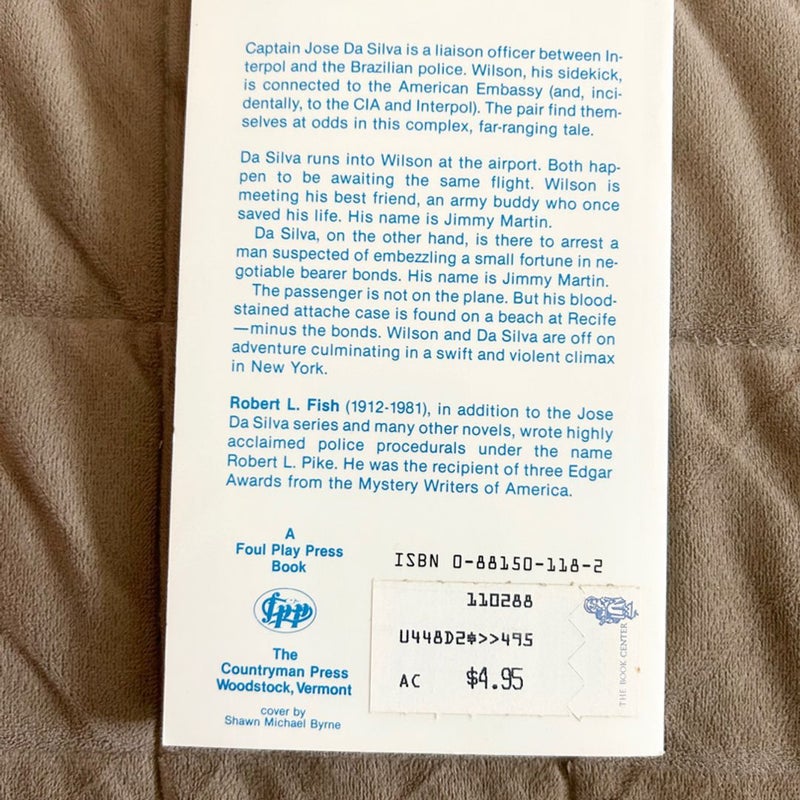 Captain Jose Da Silva is a liaison officer between In-
terpol and the Brazilian police. Wilson, his sidekick,
is connected to the American Embassy (and, inci-
dentally, to the CIA and Interpol). The pair find them-
selves at odds in this complex, far-ranging tale.
Da Silva runs into Wilson at the airport. Both hap-
pen to be awaiting the same flight. Wilson is
meeting his best friend, an army buddy who once
saved his life. His name is Jimmy Martin.
Da Silva, on the other hand, is there to arrest a
man suspected of embezzling a small fortune in ne-
gotiable bearer bonds. His name is Jimmy Martin.
The passenger is not on the plane. But his blood-
stained attache case is found on a beach at Recife
—minus the bonds. Wilson and Da Silva are off on
adventure culminating in a swift and violent climax
in New York.
Robert L. Fish (1912-1981), in addition to the Jose
Da Silva series and many other novels, wrote highly
acclaimed police procedurals under the name
Robert L. Pike. He was the recipient of three Edgar
Awards from the Mystery Writers of America.
A
Foul Play Press
Book
fpp
The
Countryman Press
Woodstock, Vermont
cover by
Shawn Michael Byrne
ISBN 0-88150-118-2
110288
U448D2*>>495
AC $4.95
THE BOOK CENTER